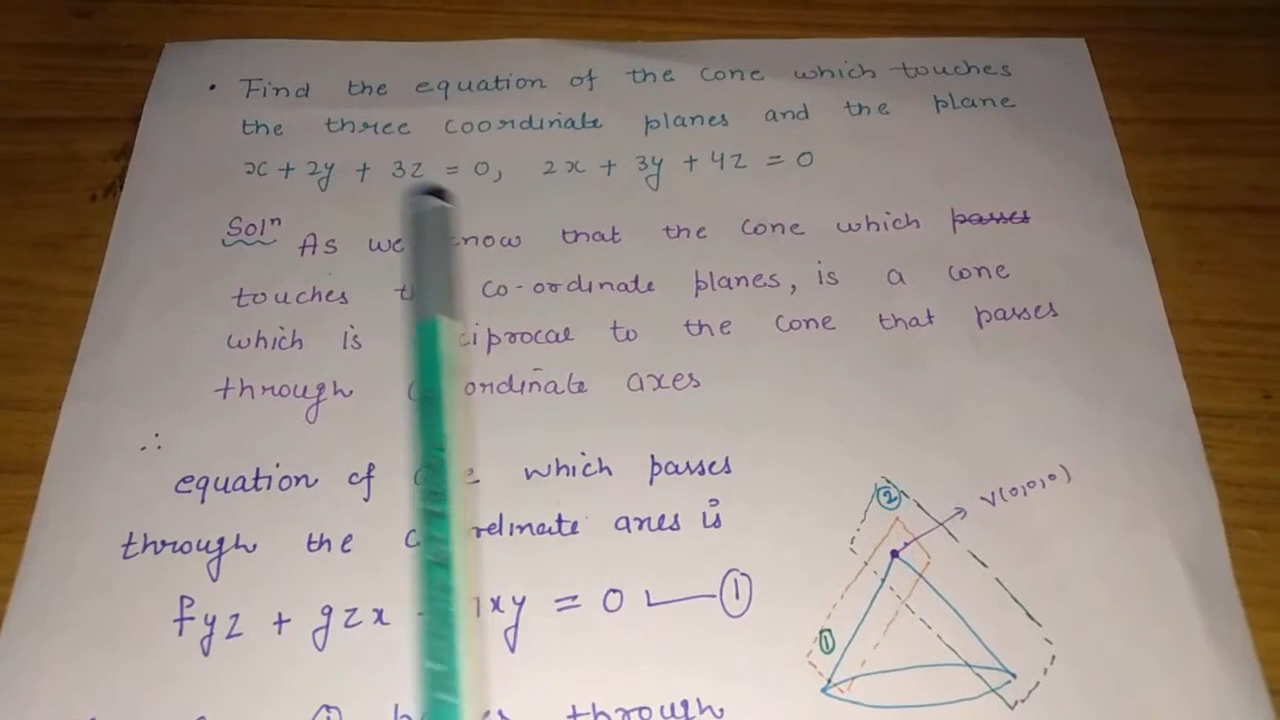 • Find the equation of the cone which touches
the three coordinate planes and the plane
x + 2y + 3z = 0, 2x + 3y + 4z = 0
Solⁿ As we know that the cone which passes
touches co-ordinate planes, is a cone
which is to the cone that passes
through axes
∴
equation of which passes
through the axes is
fyz + gzx xy = 0 — ①
① through
②
V(0,0,0)
①